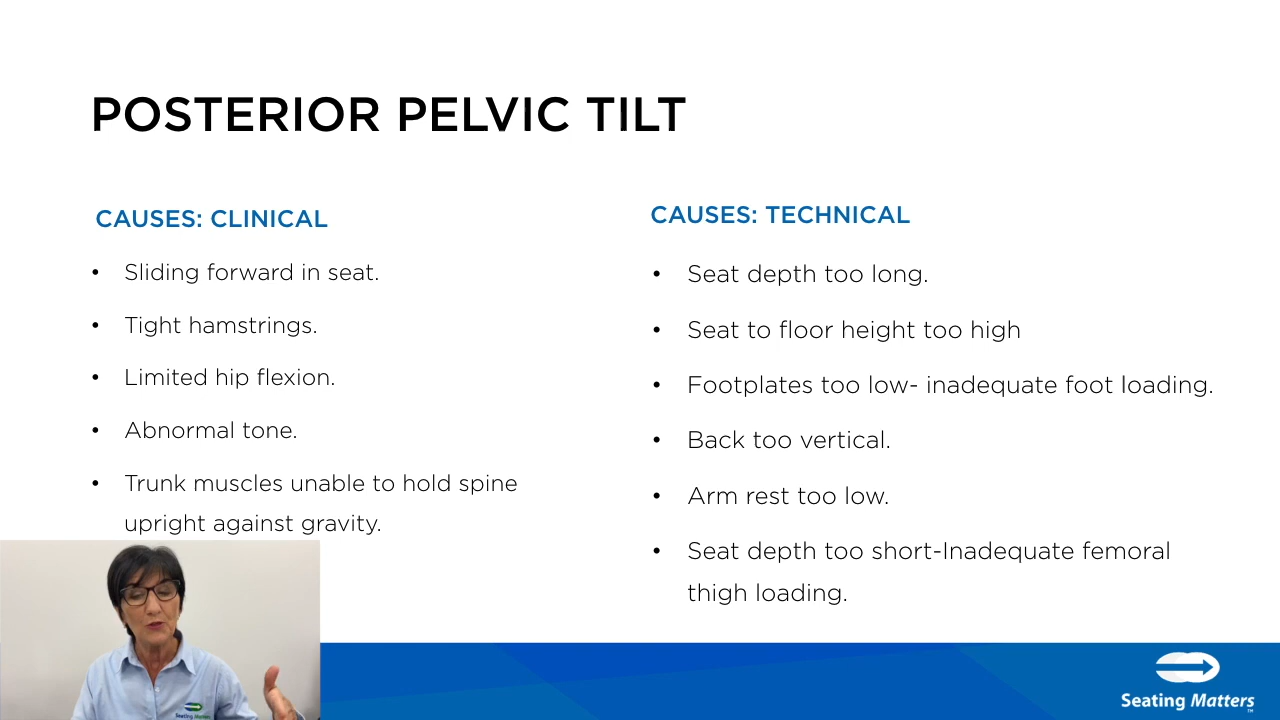 POSTERIOR PELVIC TILT
CAUSES: CLINICAL
• Sliding forward in seat.
• Tight hamstrings.
• Limited hip flexion.
• Abnormal tone.
• Trunk muscles unable to hold spine
upright against gravity.
CAUSES: TECHNICAL
• Seat depth too long.
• Seat to floor height too high
• Footplates too low- inadequate foot loading.
• Back too vertical.
• Arm rest too low.
• Seat depth too short-Inadequate femoral
thigh loading.
Seating Matters
Seating Matters™